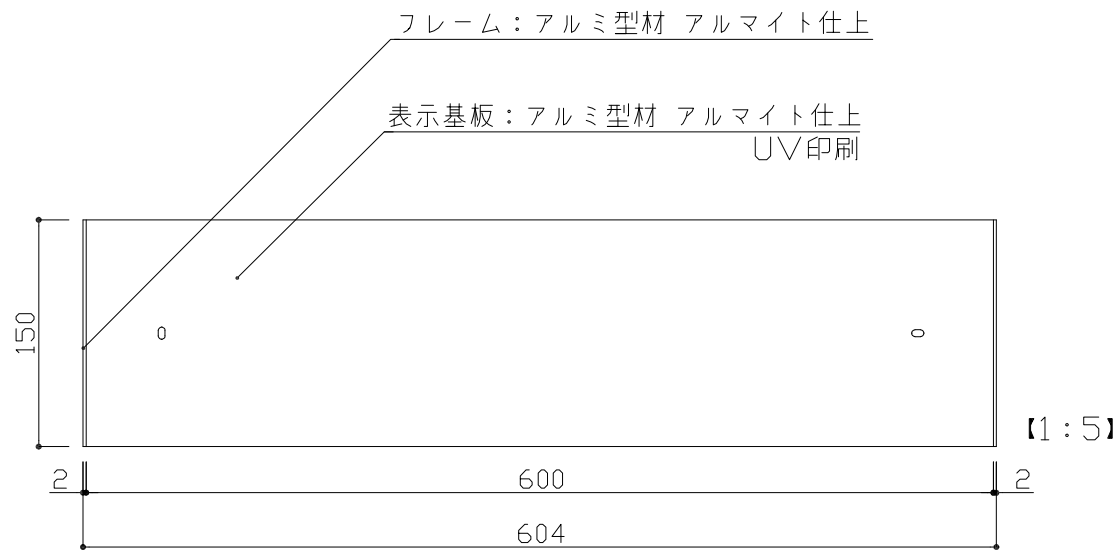 フレーム：アルミ型材 アルマイト仕上
表示基板：アルミ型材 アルマイト仕上
UV印刷
150
【1：5】
2 600 2
604